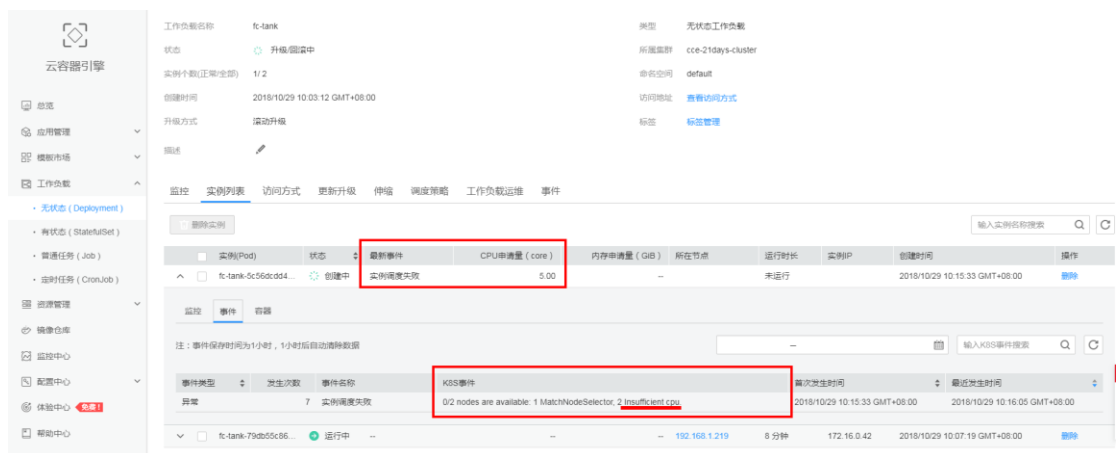 工作负载名称 fc-tank 类型 无状态工作负载
云容器引擎
状态 升级/回滚中 所属集群 cce-21days-cluster
实例个数(正常/全部) 1/2 命名空间 default
总览
创建时间 2018/10/29 10:03:12 GMT+08:00 访问地址 查看访问方式
应用管理
升级方式 滚动升级 标签 标签管理
模板市场
描述
工作负载
监控 实例列表 访问方式 更新升级 伸缩 调度策略 工作负载运维 事件
无状态 ( Deployment )
删除实例 输入实例名称搜索
有状态 ( StatefulSet )
普通任务 ( Job )
实例(Pod) 状态 最新事件 CPU申请量 ( core ) 内存申请量 ( GiB ) 所在节点 运行时长 实例IP 创建时间 操作
定时任务 ( CronJob )
fc-tank-5c56dcdd4... 创建中 实例调度失败 5.00 -- 未运行 2018/10/29 10:15:33 GMT+08:00 删除
资源管理
监控 事件 容器
镜像仓库
注：事件保存时间为1小时，1小时后自动清除数据 -- 输入K8S事件搜索
监控中心
配置中心
事件类型 发生次数 事件名称 K8S事件 首次发生时间 最近发生时间
体验中心 免费!
异常 7 实例调度失败 0/2 nodes are available: 1 MatchNodeSelector, 2 Insufficient cpu. 2018/10/29 10:15:33 GMT+08:00 2018/10/29 10:16:05 GMT+08:00
帮助中心
fc-tank-79db55c86... 运行中 -- -- -- 192.168.1.219 8 分钟 172.16.0.42 2018/10/29 10:07:19 GMT+08:00 删除